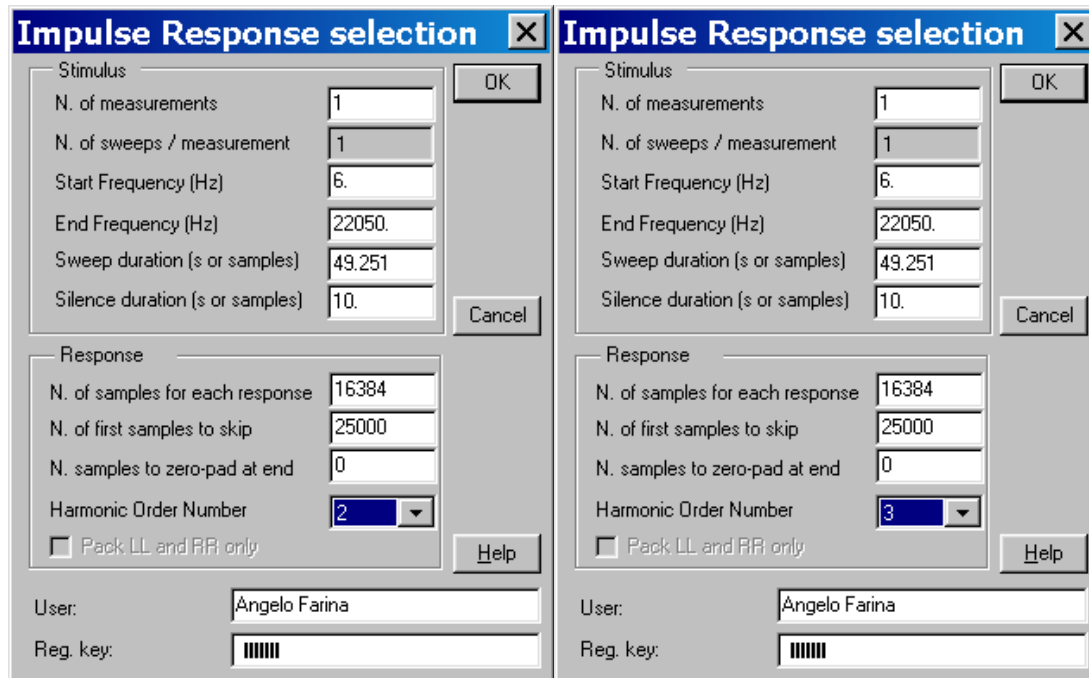 Impulse Response selection
Stimulus
OK
N. of measurements 1
N. of sweeps / measurement 1
Start Frequency (Hz) 6.
End Frequency (Hz) 22050.
Sweep duration (s or samples) 49.251
Silence duration (s or samples) 10.
Cancel
Response
N. of samples for each response 16384
N. of first samples to skip 25000
N. samples to zero-pad at end 0
Harmonic Order Number 2
Pack LL and RR only
Help
User: Angelo Farina
Reg. key:
Impulse Response selection
Stimulus
OK
N. of measurements 1
N. of sweeps / measurement 1
Start Frequency (Hz) 6.
End Frequency (Hz) 22050.
Sweep duration (s or samples) 49.251
Silence duration (s or samples) 10.
Cancel
Response
N. of samples for each response 16384
N. of first samples to skip 25000
N. samples to zero-pad at end 0
Harmonic Order Number 3
Pack LL and RR only
Help
User: Angelo Farina
Reg. key: